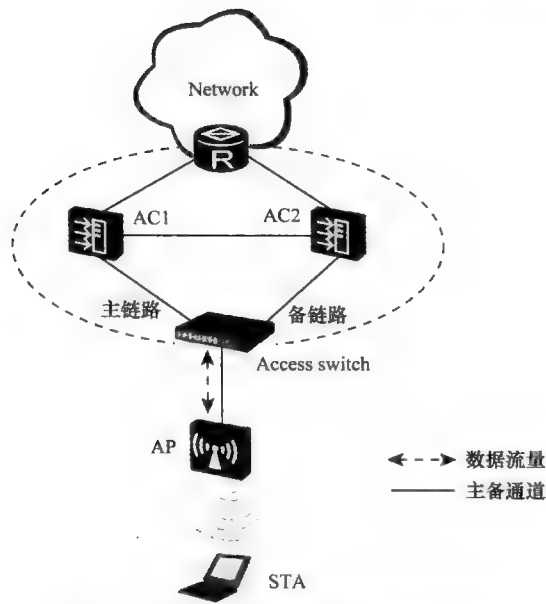 Network
R
AC1
AC2
主链路
备链路
Access switch
AP
数据流量
主备通道
STA